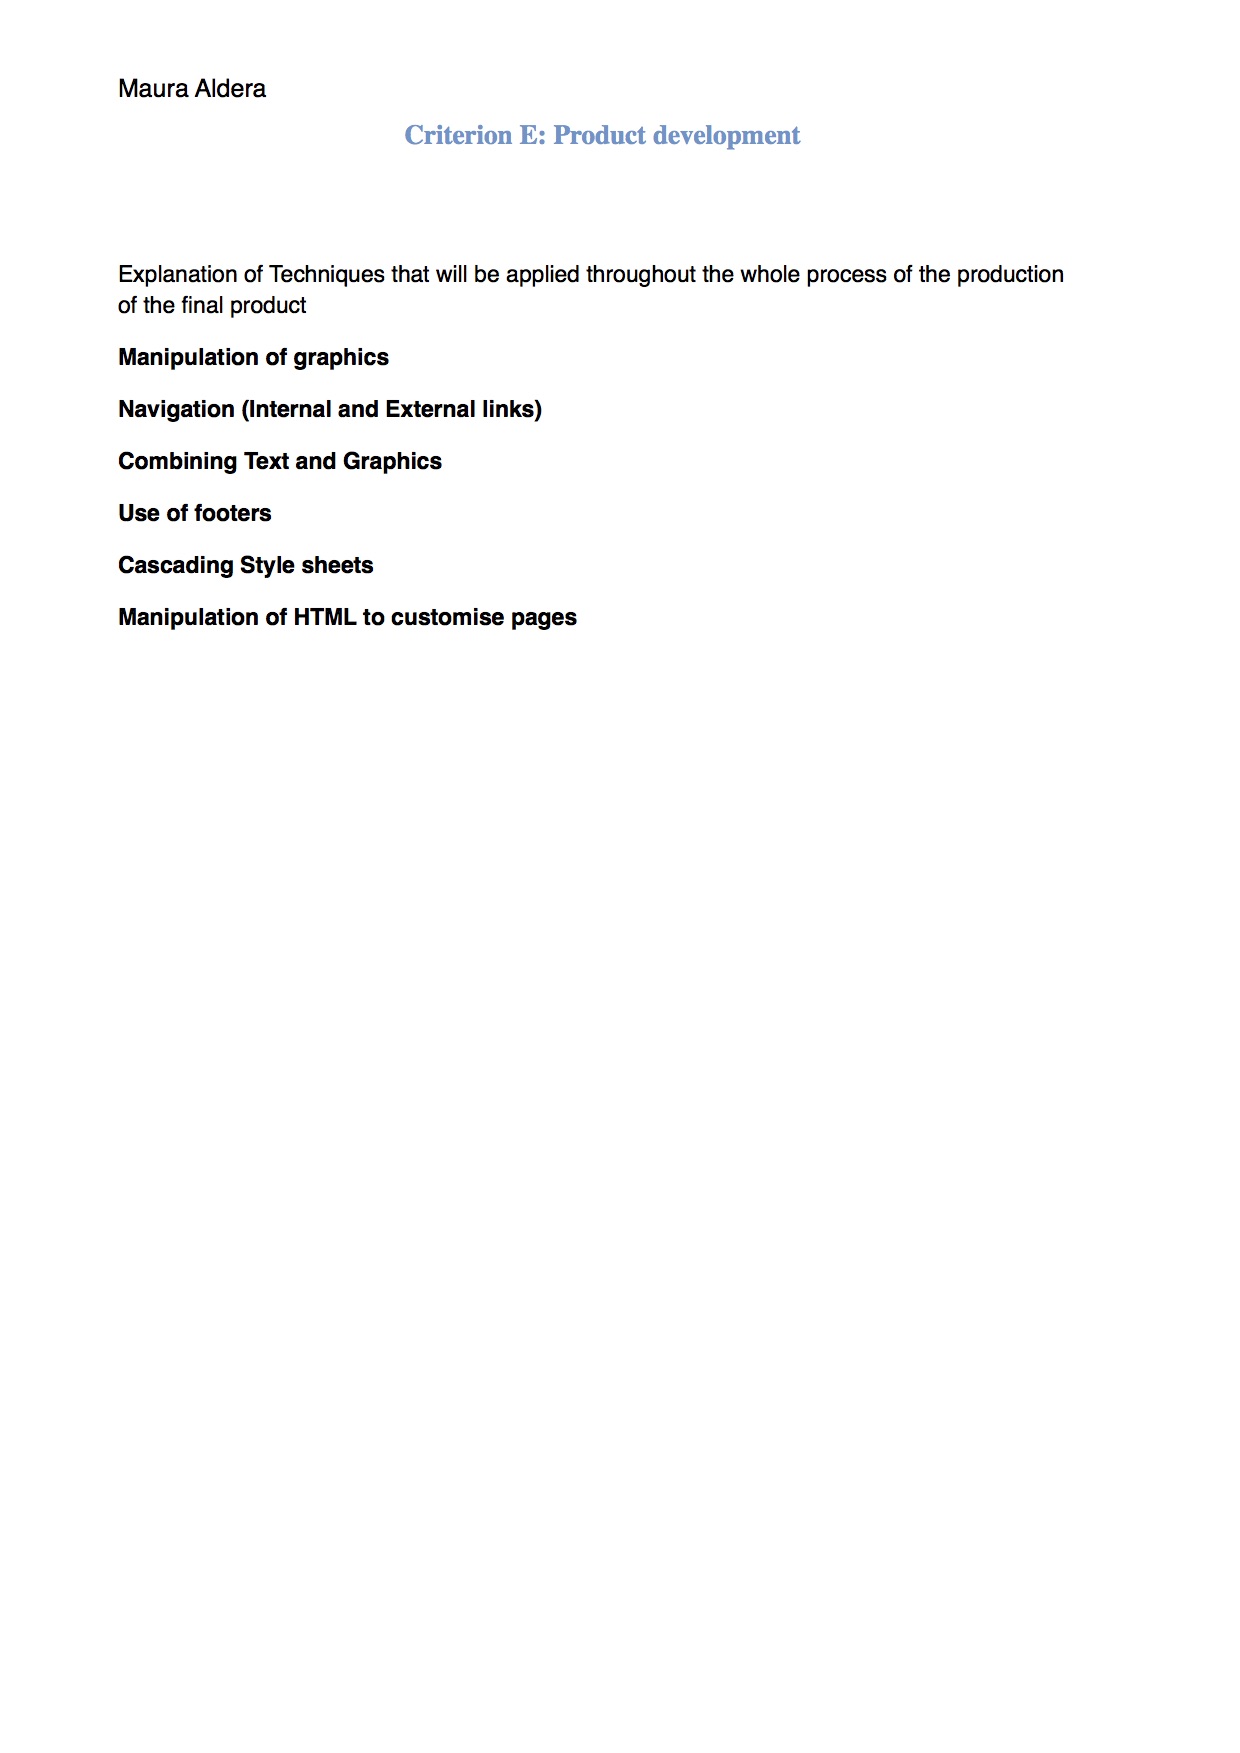 Maura Aldera
Criterion E: Product development
Explanation of Techniques that will be applied throughout the whole process of the production
of the final product
Manipulation of graphics
Navigation (Internal and External links)
Combining Text and Graphics
Use of footers
Cascading Style sheets
Manipulation of HTML to customise pages